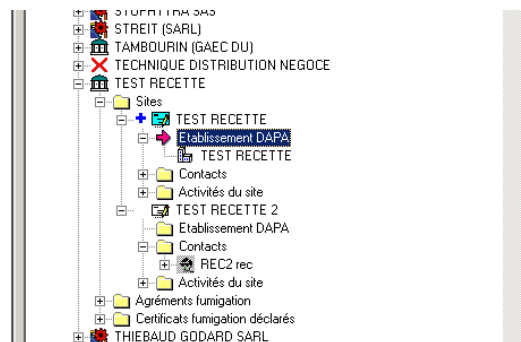 STREIT (SARL)
TAMBOURIN (GAEC DU)
TECHNIQUE DISTRIBUTION NEGOCE
TEST RECETTE
Sites
TEST RECETTE
Etablissement DAPA
TEST RECETTE
Contacts
Activités du site
TEST RECETTE 2
Etablissement DAPA
Contacts
REC2 rec
Activités du site
Agréments fumigation
Certificats fumigation déclarés
THIEBAUD GODARD SARL